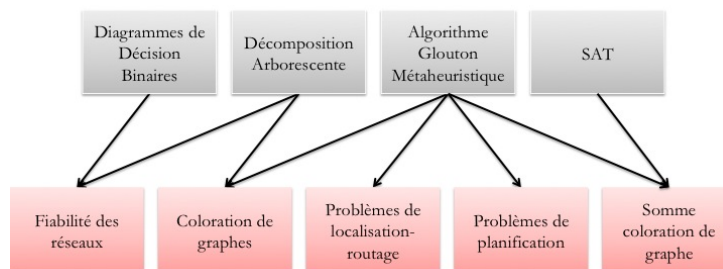 Diagrammes de
Décision
Binaires
Décomposition
Arborescente
Algorithme
Glouton
Métaheuristique
SAT
Fiabilité des
réseaux
Coloration de
graphes
Problèmes de
localisation-
routage
Problèmes de
planification
Somme
coloration de
graphe